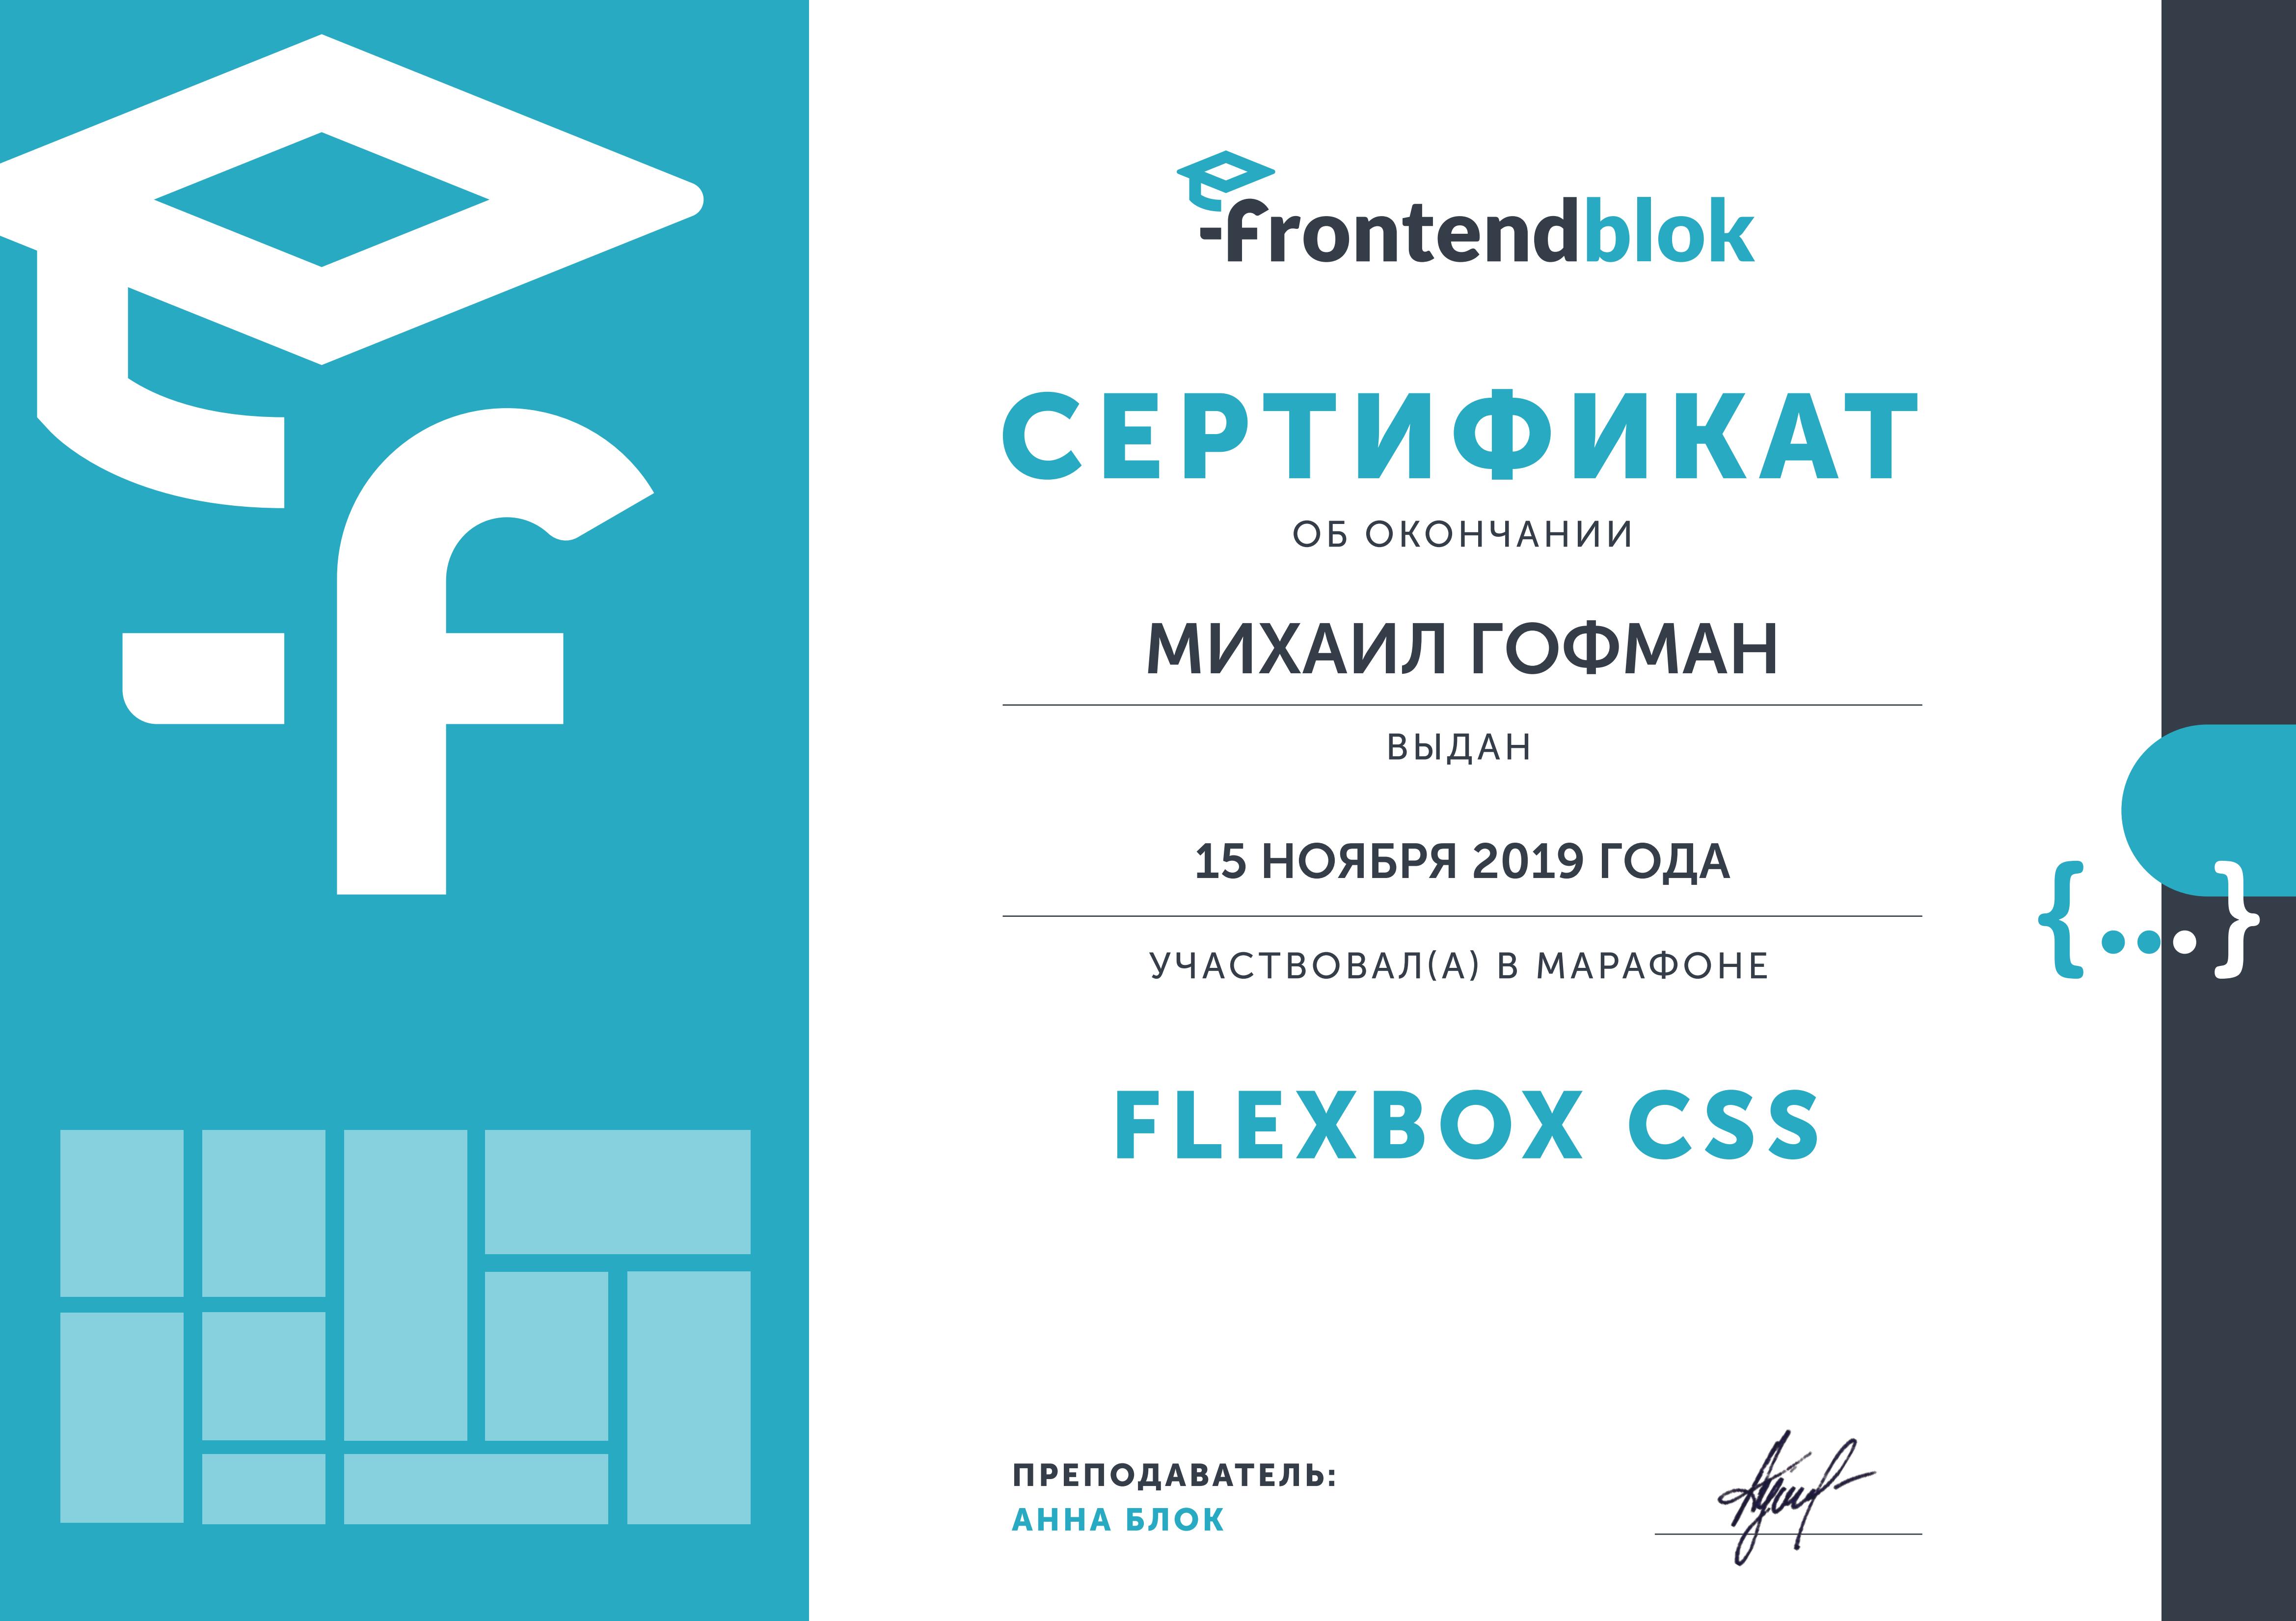 frontendblok
СЕРТИФИКАТ
ОБ ОКОНЧАНИИ
МИХАИЛ ГОФМАН
ВЫДАН
15 НОЯБРЯ 2019 ГОДА
УЧАСТВОВАЛ(А) В МАРАФОНЕ
{...}
FLEXBOX CSS
ПРЕПОДАВАТЕЛЬ:
АННА БЛОК